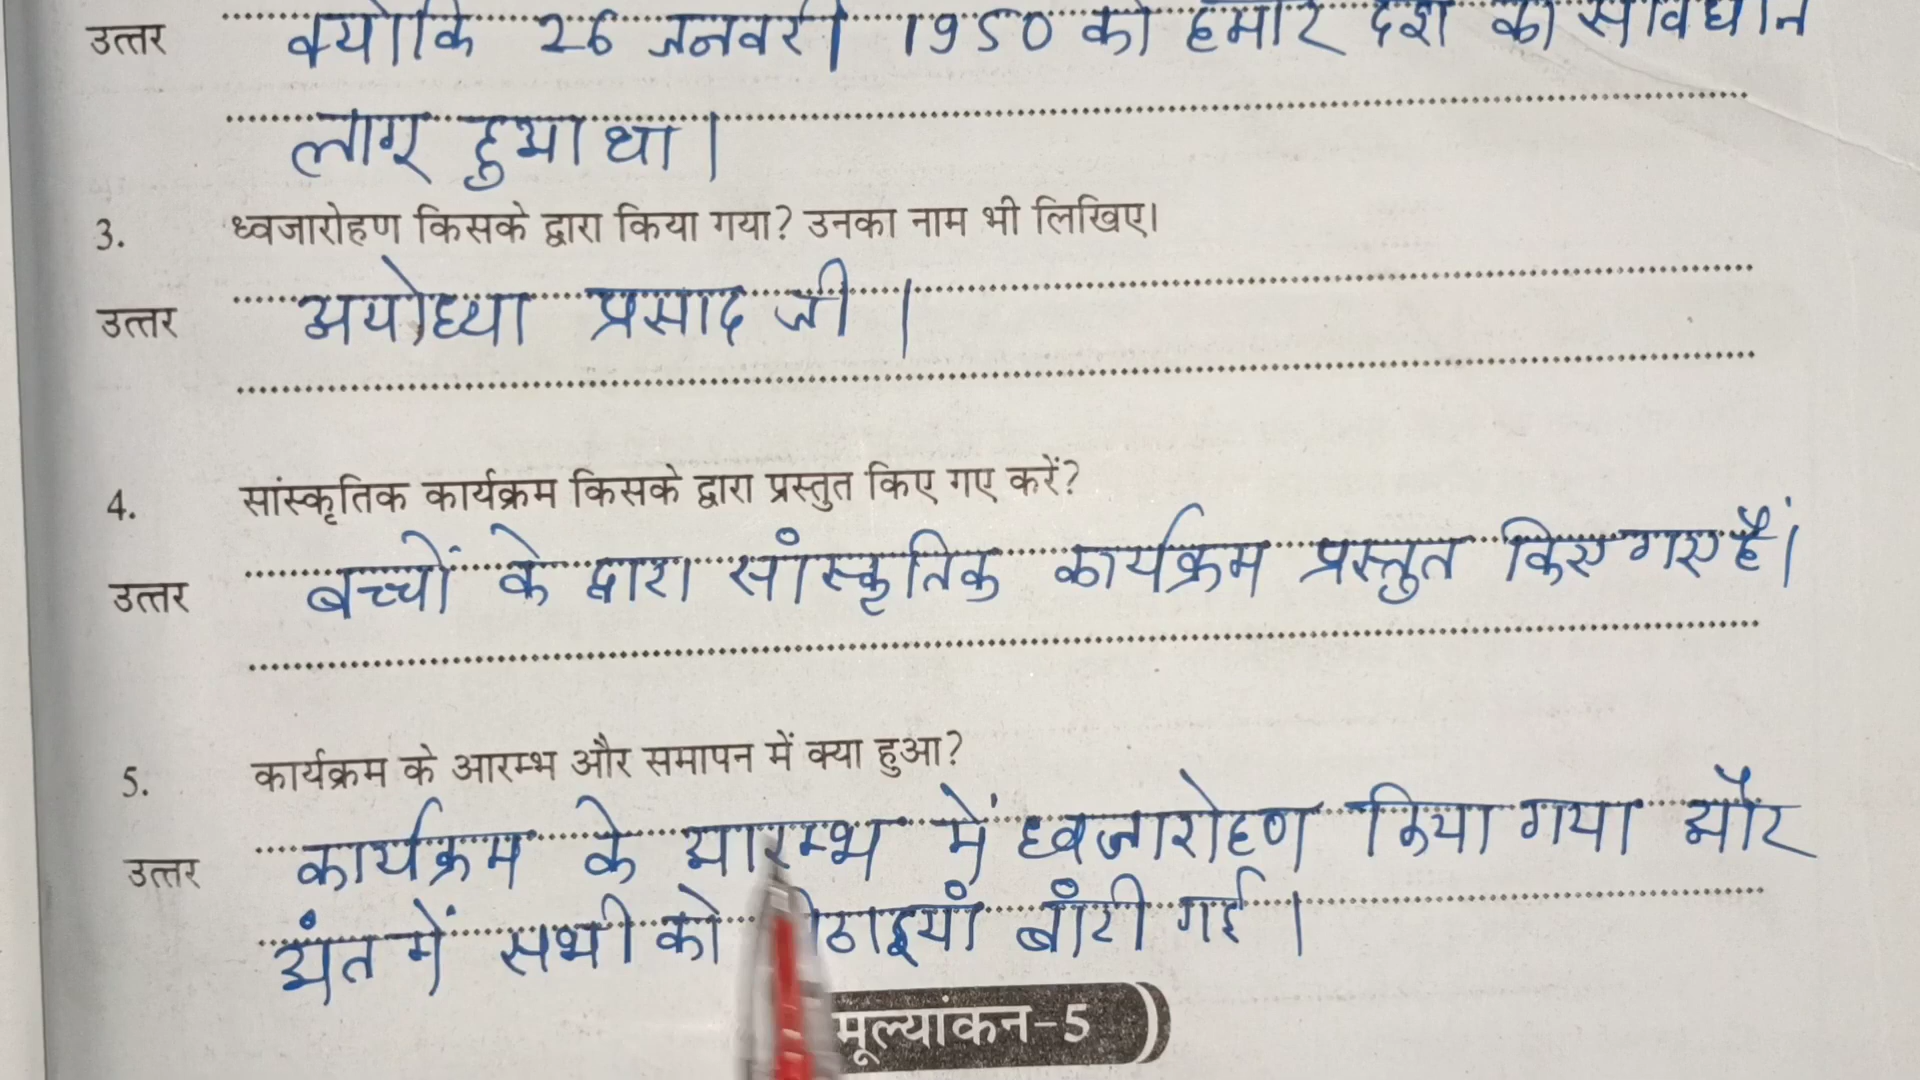 उत्तर क्योंकि 26 जनवरी 1950 को हमारे देश का संविधान
लागू हुआ था।
3. ध्वजारोहण किसके द्वारा किया गया? उनका नाम भी लिखिए।
उत्तर अयोध्या प्रसाद जी।
4. सांस्कृतिक कार्यक्रम किसके द्वारा प्रस्तुत किए गए करें?
उत्तर बच्चों के द्वारा सांस्कृतिक कार्यक्रम प्रस्तुत किए गए हैं।
5. कार्यक्रम के आरम्भ और समापन में क्या हुआ?
उत्तर कार्यक्रम के आरम्भ में ध्वजारोहण किया गया और
अंत में सभी को बांटी गई।
मूल्यांकन-5